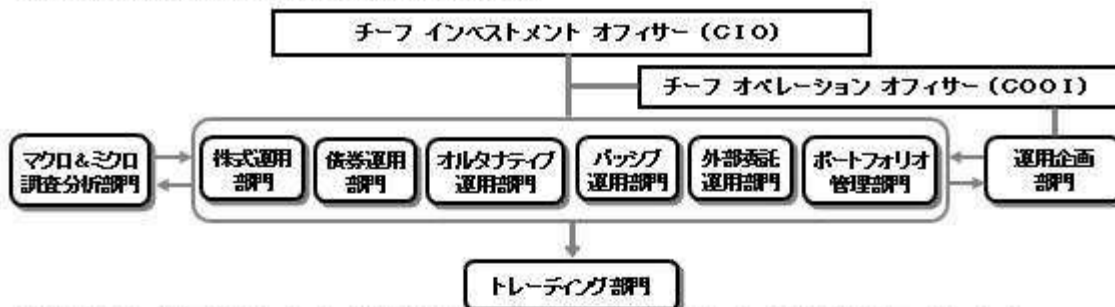 チーフ インベストメント オフィサー (CIO)
チーフ オペレーション オフィサー (COOI)
マクロ&ミクロ
調査分析部門
株式運用
部門
債券運用
部門
オルタナティブ
運用部門
パッシブ
運用部門
外部委託
運用部門
ポートフォリオ
管理部門
運用企画
部門
トレーディング部門